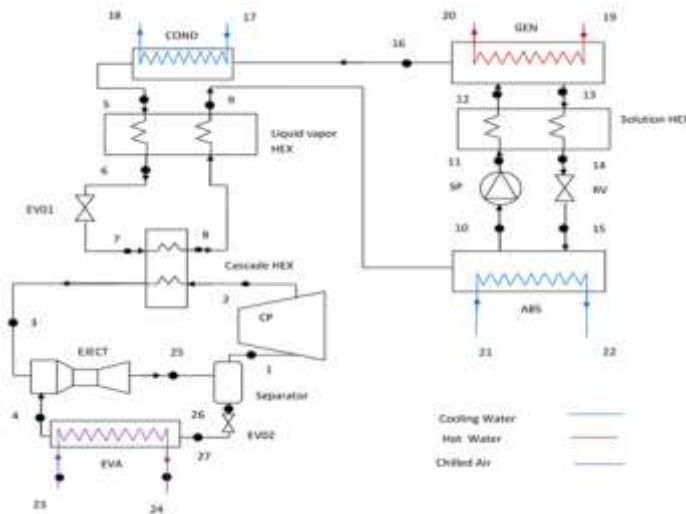 18
17
COND
20
19
GEN
16
5
9
12
13
Liquid vapor
HEX
Solution HEX
6
11
14
SP
RV
EV01
7
8
10
15
Cascade HEX
2
3
CP
ABS
EJECT
25
1
21
22
4
Separator
26
EV02
27
EVA
23
24
Cooling Water
Hot Water
Chilled Air